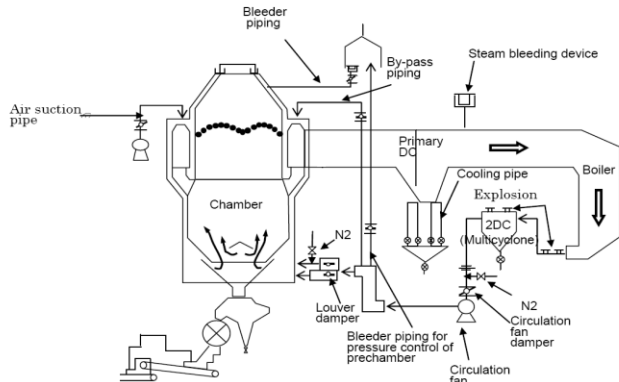 Bleeder
piping
By-pass
piping
Steam bleeding device
Air suction
pipe
Primary
DC
Cooling pipe
Boiler
Explosion
Chamber
N2
2DC
(Multicyclone)
Louver
damper
N2
Bleeder piping for
pressure control of
prechamber
Circulation
fan
damper
Circulation
fan